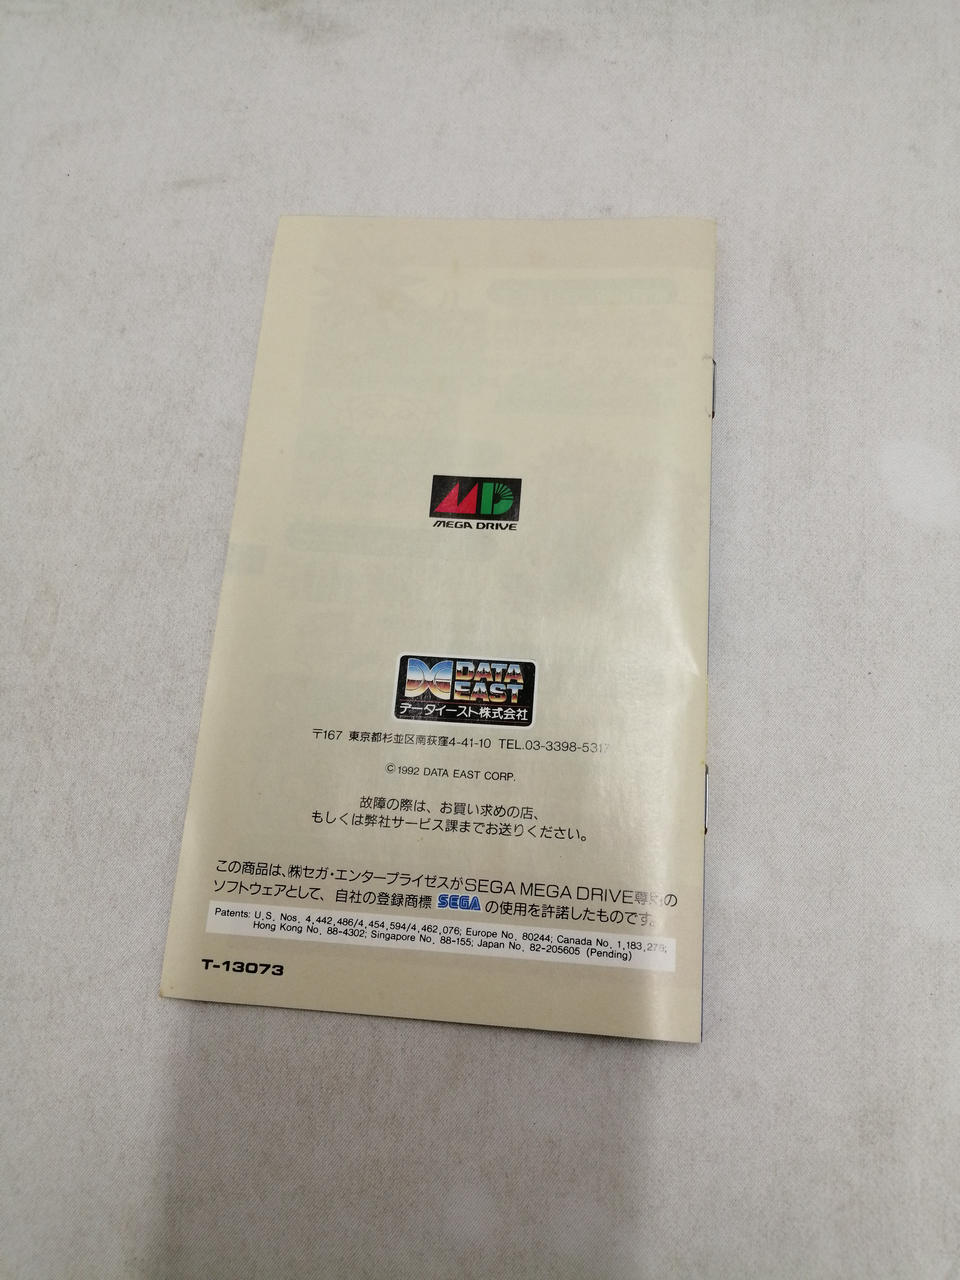 MD
MEGA DRIVE
DATA
EAST
データイースト株式会社
〒167 東京都杉並区南荻窪4-41-10 TEL.03-3398-5317
©1992 DATA EAST CORP.
故障の際は、お買い求めの店、
もしくは弊社サービス課までお送りください。
この商品は、㈱セガ・エンタープライゼスがSEGA MEGA DRIVE専用の
ソフトウェアとして、自社の登録商標 SEGA の使用を許諾したものです。
Patents: U.S. Nos. 4,442,486/4,454,594/4,462,076; Europe No. 80244; Canada No. 1,183,276;
Hong Kong No. 88-4302; Singapore No. 88-155; Japan No. 82-205605 (Pending)
T-13073